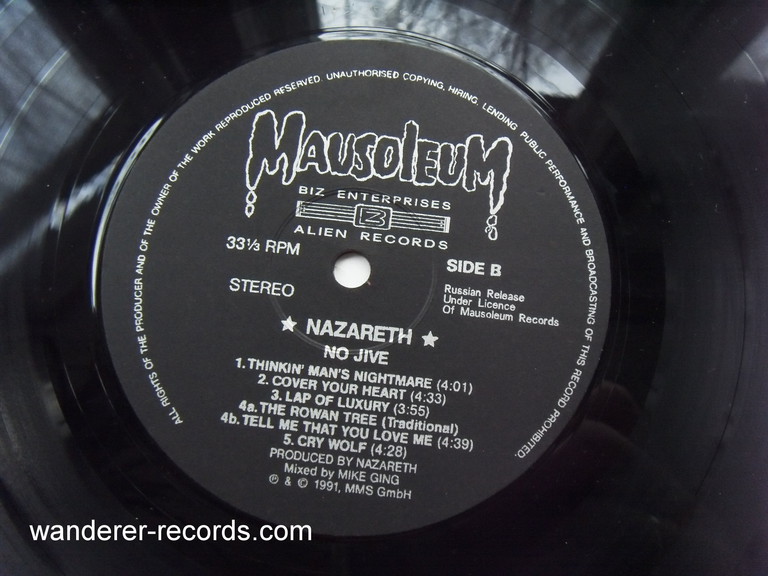 ALL RIGHTS OF THE PRODUCER AND OF THE OWNER OF THE WORK REPRODUCED RESERVED. UNAUTHORISED COPYING, HIRING, LENDING PUBLIC PERFORMANCE AND BROADCASTING OF THIS RECORD PROHIBITED.
MAUSOLEUM
BIZ ENTERPRISES
ALIEN RECORDS
33⅓ RPM
STEREO
SIDE B
Russian Release
Under Licence
Of Mausoleum Records
★ NAZARETH ★
NO JIVE
1. THINKIN' MAN'S NIGHTMARE (4:01)
2. COVER YOUR HEART (4:33)
3. LAP OF LUXURY (3:55)
4a. THE ROWAN TREE (Traditional)
4b. TELL ME THAT YOU LOVE ME (4:39)
5. CRY WOLF (4:28)
PRODUCED BY NAZARETH
Mixed by MIKE GING
℗ & © 1991, MMS GmbH
wanderer-records.com